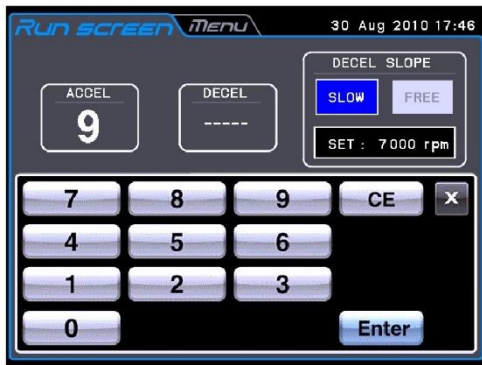 Run screen Menu 30 Aug 2010 17:46
DECEL SLOPE
ACCEL DECEL SLOW FREE
9 -----
SET : 7000 rpm
7 8 9 CE X
4 5 6
1 2 3
0 Enter